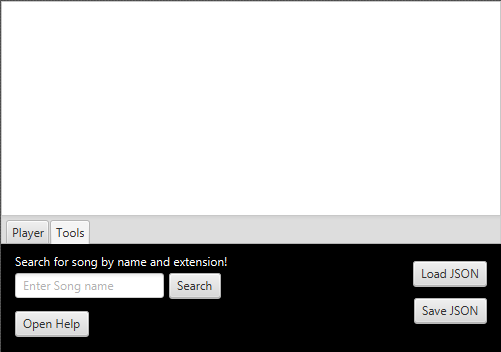 Player Tools
Search for song by name and extension!
Enter Song name Search
Load JSON
Save JSON
Open Help